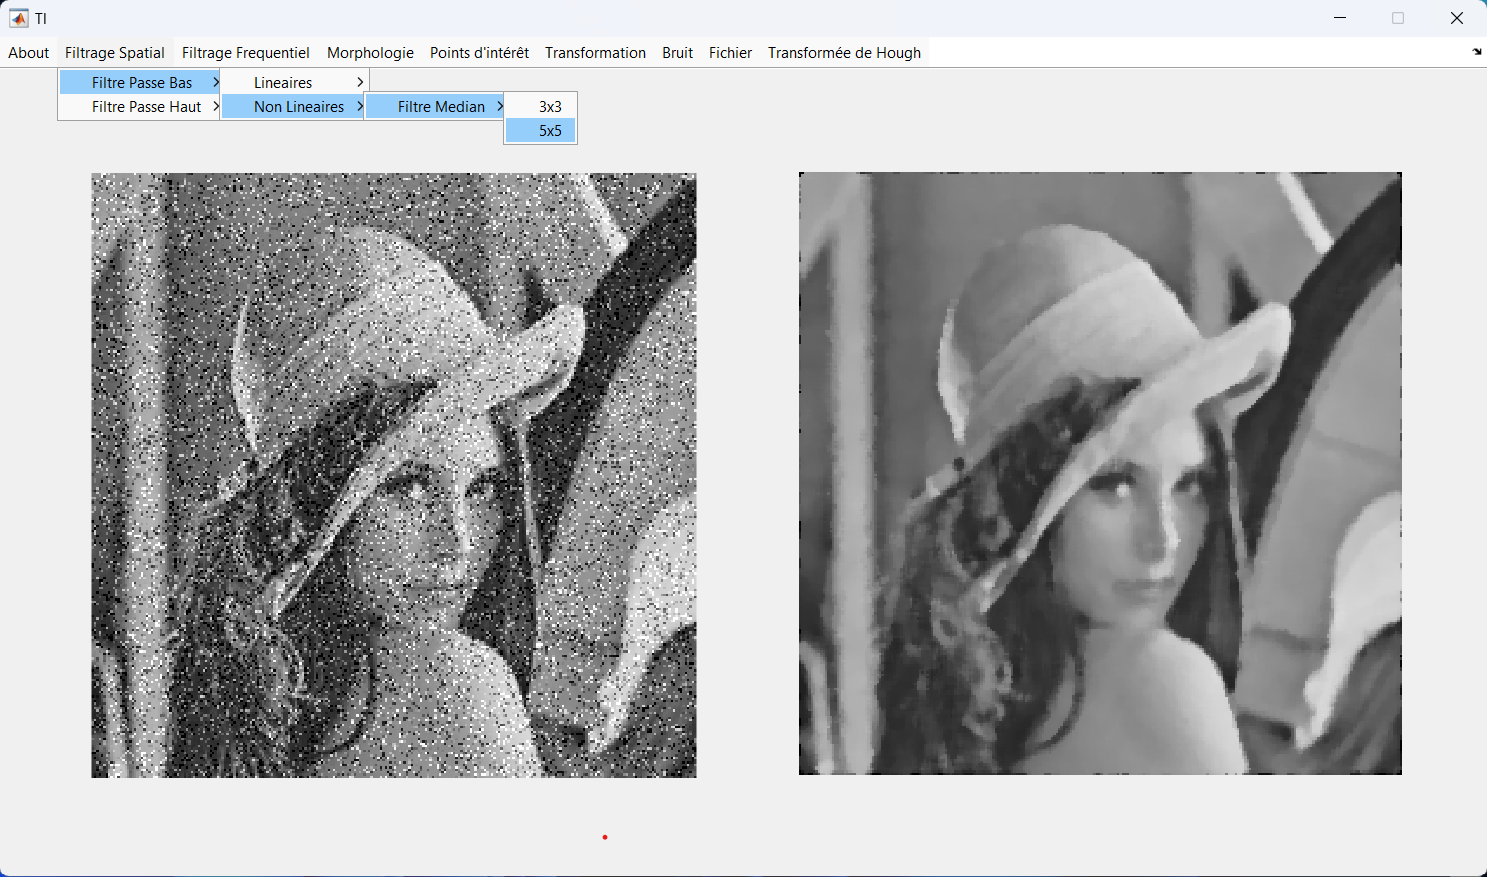 TI
About Filtrage Spatial Filtrage Frequentiel Morphologie Points d'intérêt Transformation Bruit Fichier Transformée de Hough
Filtre Passe Bas Lineaires
Filtre Passe Haut Non Lineaires Filtre Median 3x3
5x5